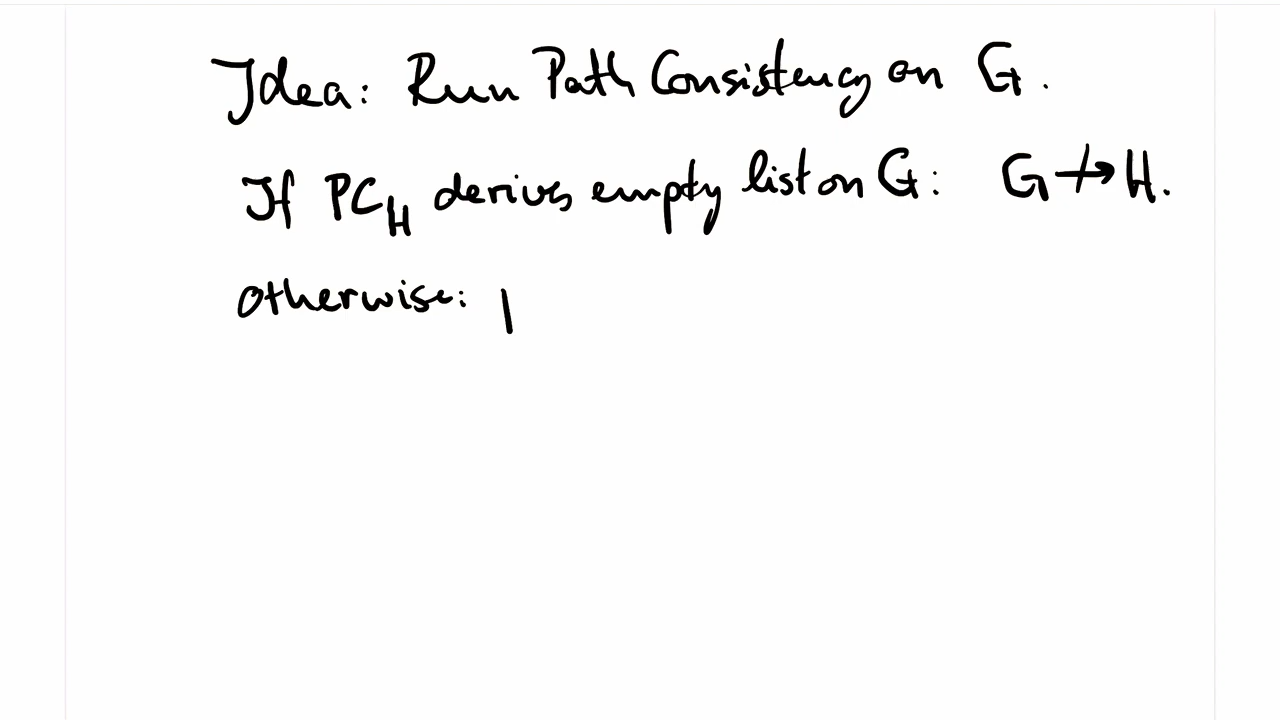 Idea: Run Path Consistency on G.
If PC_H derives empty list on G: G ↛ H.
Otherwise: